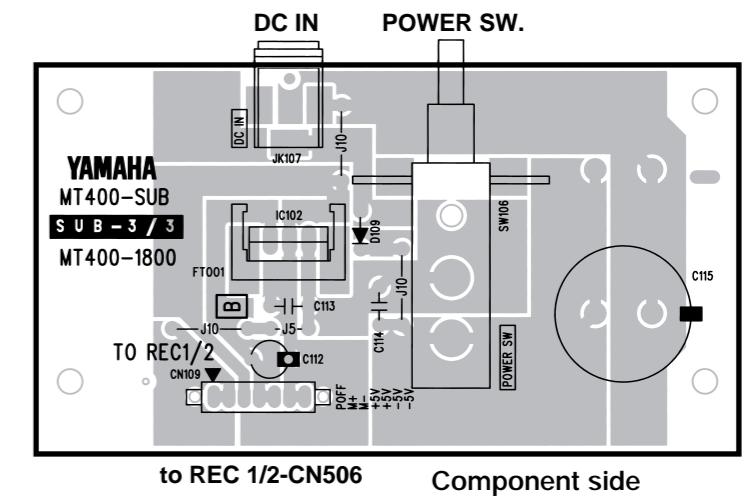 DC IN
POWER SW.
DC IN
JK107
J10
YAMAHA
MT400-SUB
SUB-3/3
MT400-1800
IC102
D109
SW106
FT001
C115
B
C113
J10
C114
J10
J5
TO REC1/2
CN109
C112
POWER SW
POFF
M+
M-
+5V
+5V
-5V
-5V
to REC 1/2-CN506
Component side